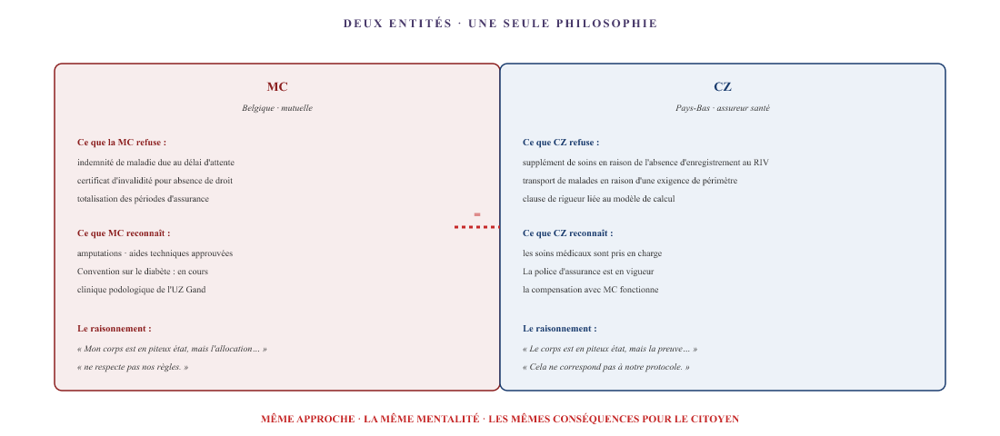 DEUX ENTITÉS · UNE SEULE PHILOSOPHIE
MC
Belgique · mutuelle
Ce que la MC refuse :
indemnité de maladie due au délai d'attente
certificat d'invalidité pour absence de droit
totalisation des périodes d'assurance
Ce que MC reconnaît :
amputations · aides techniques approuvées
Convention sur le diabète : en cours
clinique podologique de l'UZ Gand
Le raisonnement :
« Mon corps est en piteux état, mais l'allocation… »
« ne respecte pas nos règles. »
=
CZ
Pays-Bas · assureur santé
Ce que CZ refuse :
supplément de soins en raison de l'absence d'enregistrement au RIV
transport de malades en raison d'une exigence de périmètre
clause de rigueur liée au modèle de calcul
Ce que CZ reconnaît :
les soins médicaux sont pris en charge
La police d'assurance est en vigueur
la compensation avec MC fonctionne
Le raisonnement :
« Le corps est en piteux état, mais la preuve… »
« Cela ne correspond pas à notre protocole. »
MÊME APPROCHE · LA MÊME MENTALITÉ · LES MÊMES CONSÉQUENCES POUR LE CITOYEN